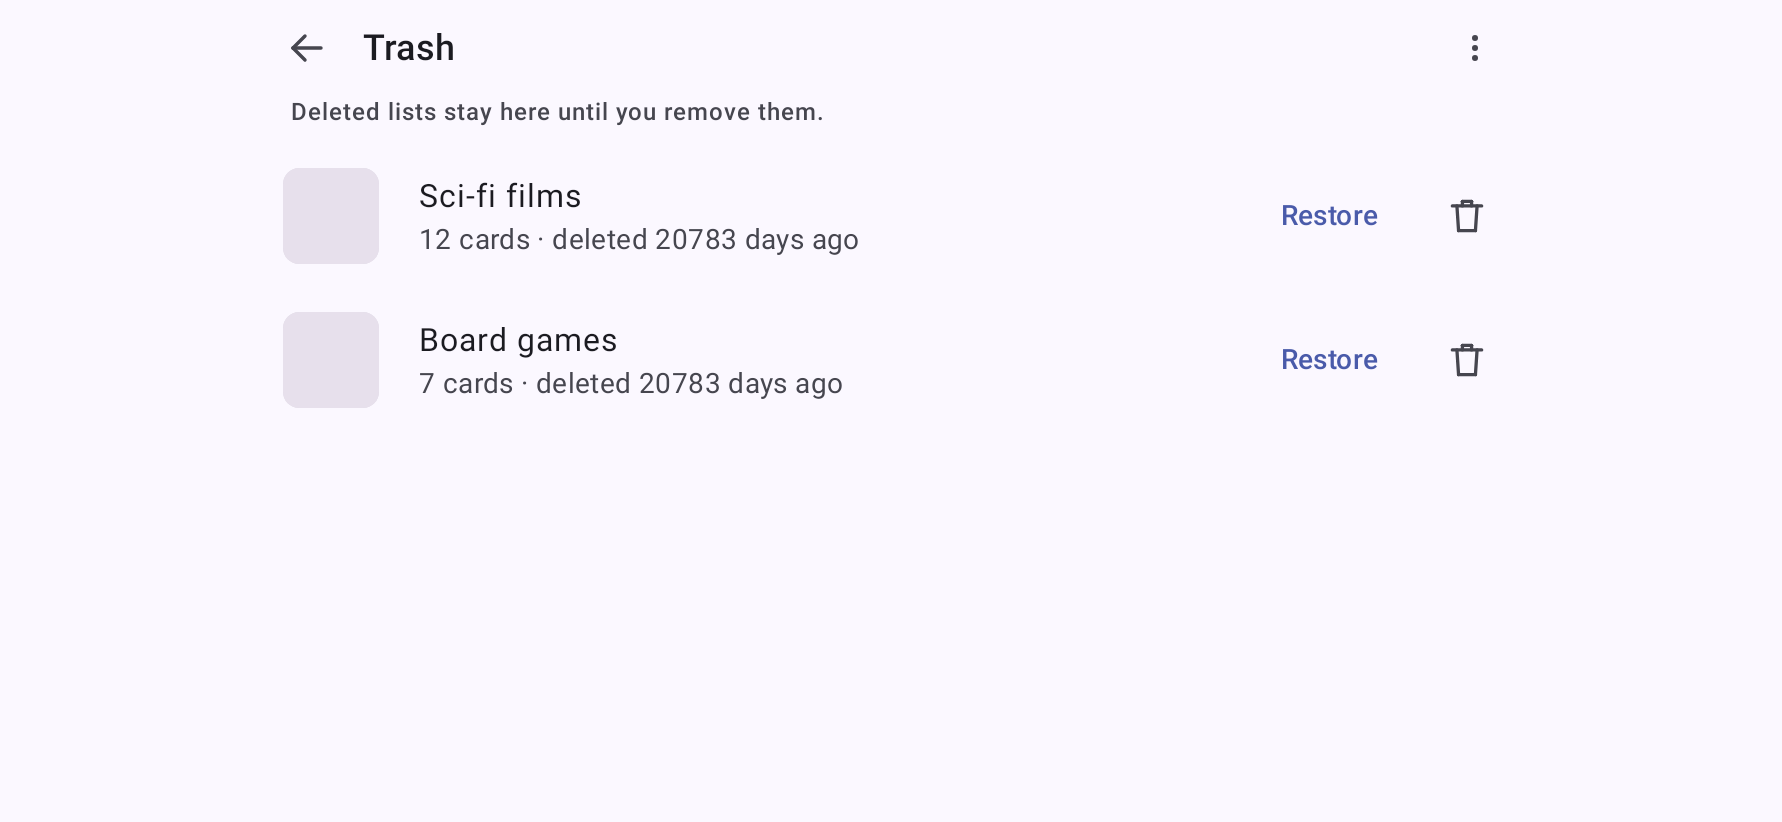 Trash
Deleted lists stay here until you remove them.
Sci-fi films
12 cards · deleted 20783 days ago
Restore
Board games
7 cards · deleted 20783 days ago
Restore